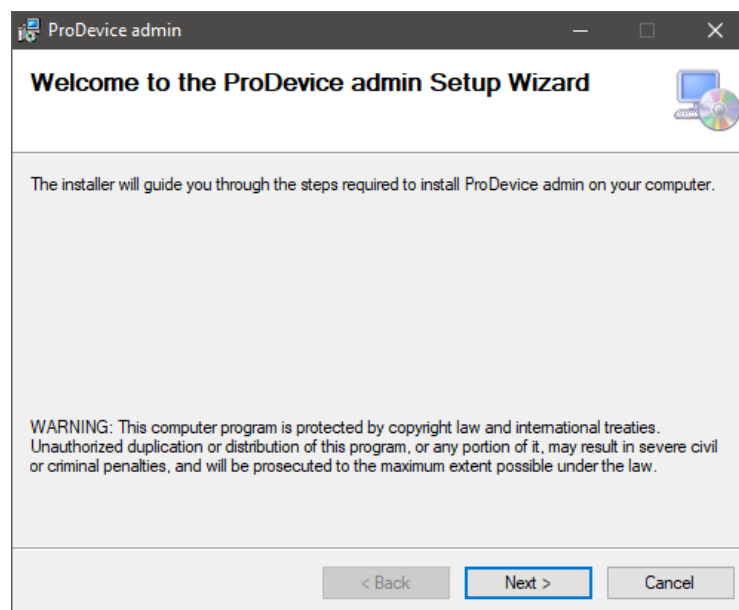 ProDevice admin
Welcome to the ProDevice admin Setup Wizard
The installer will guide you through the steps required to install ProDevice admin on your computer.
WARNING: This computer program is protected by copyright law and international treaties.
Unauthorized duplication or distribution of this program, or any portion of it, may result in severe civil
or criminal penalties, and will be prosecuted to the maximum extent possible under the law.
< Back
Next >
Cancel